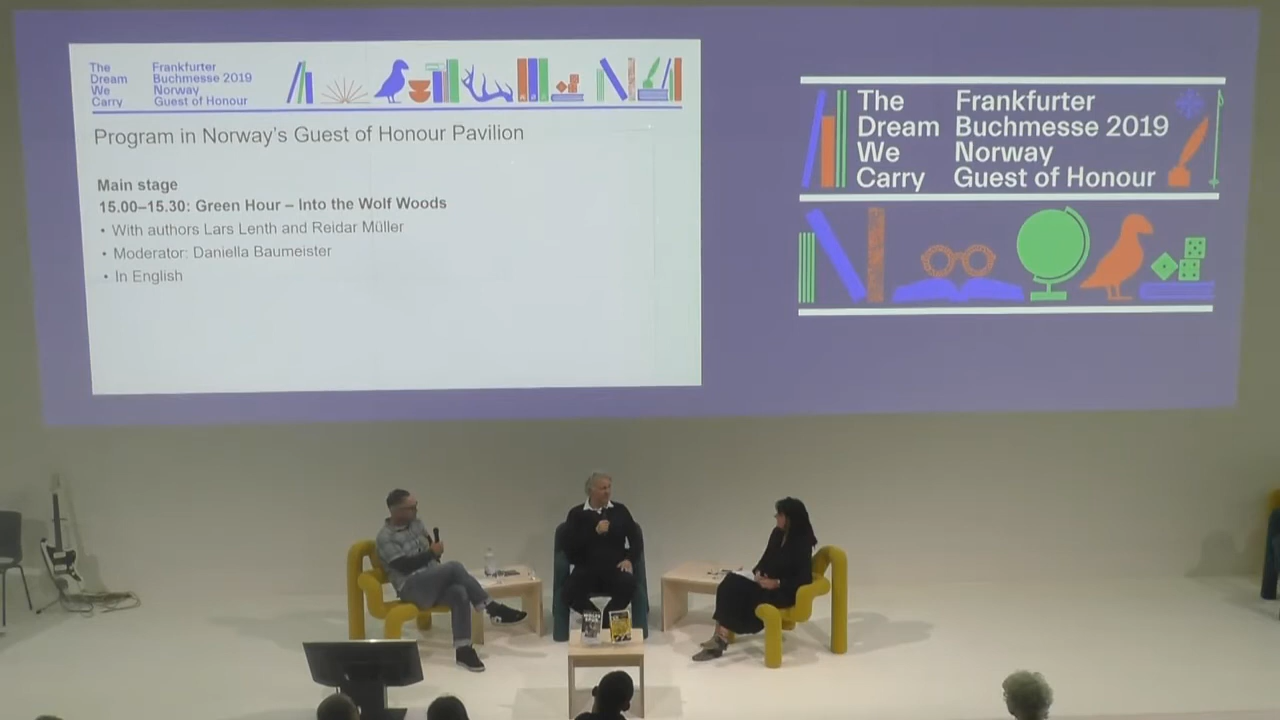 The
Dream
We
Carry
Frankfurter
Buchmesse 2019
Norway
Guest of Honour
Program in Norway's Guest of Honour Pavilion
Main stage
15.00–15.30: Green Hour – Into the Wolf Woods
• With authors Lars Lenth and Reidar Müller
• Moderator: Daniella Baumeister
• In English
The
Dream
We
Carry
Frankfurter
Buchmesse 2019
Norway
Guest of Honour